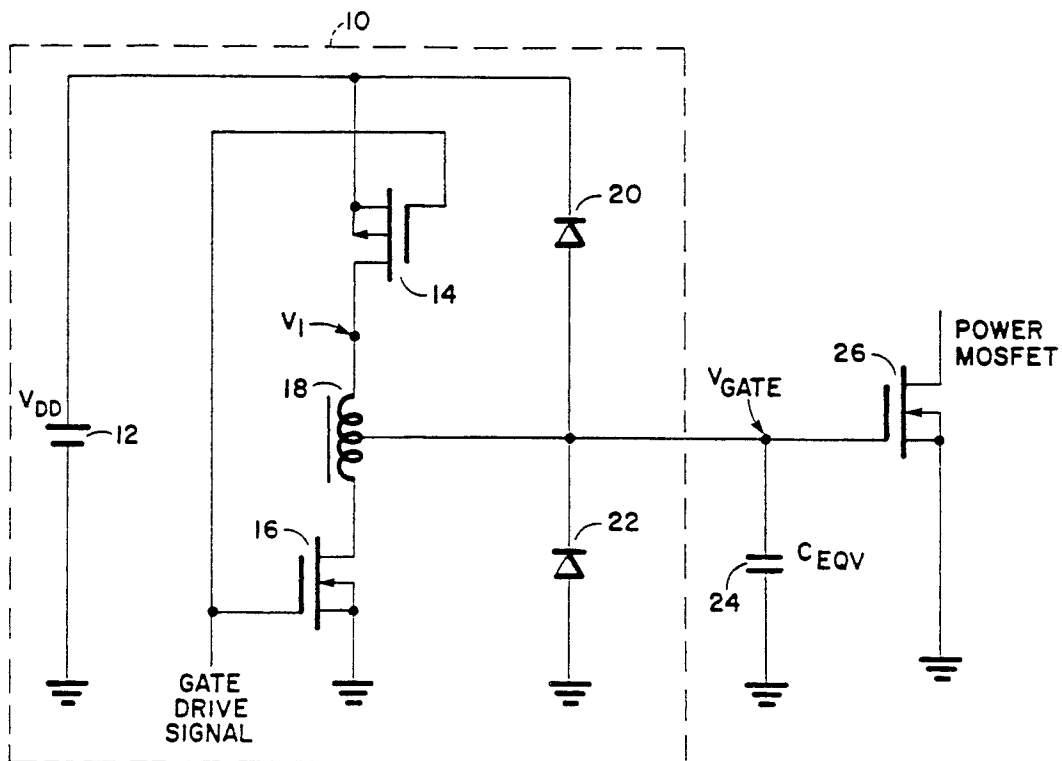 10
20
14
V1
18
VDD
12
16
22
GATE
DRIVE
SIGNAL
VGATE
26
POWER
MOSFET
24
CEQV